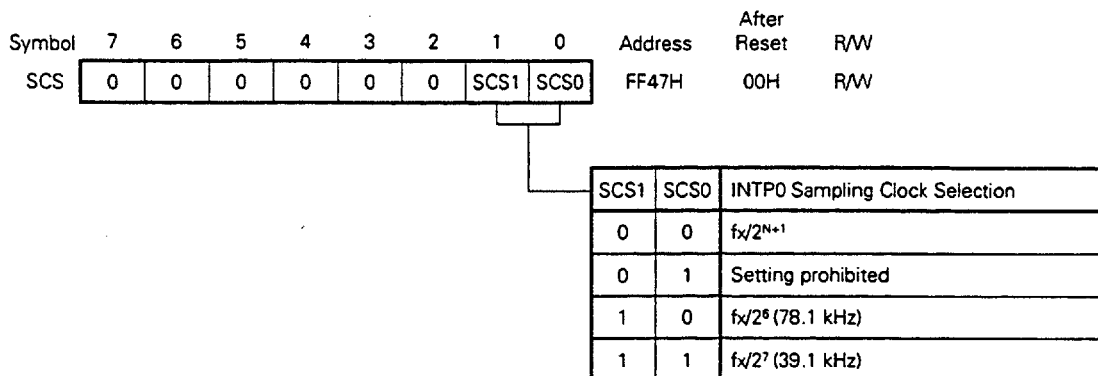 After
Symbol 7 6 5 4 3 2 1 0 Address Reset R/W
SCS 0 0 0 0 0 0 SCS1 SCS0 FF47H 00H R/W
SCS1 SCS0 INTP0 Sampling Clock Selection
0 0 fx/2ᴺ⁺¹
0 1 Setting prohibited
1 0 fx/2⁶ (78.1 kHz)
1 1 fx/2⁷ (39.1 kHz)